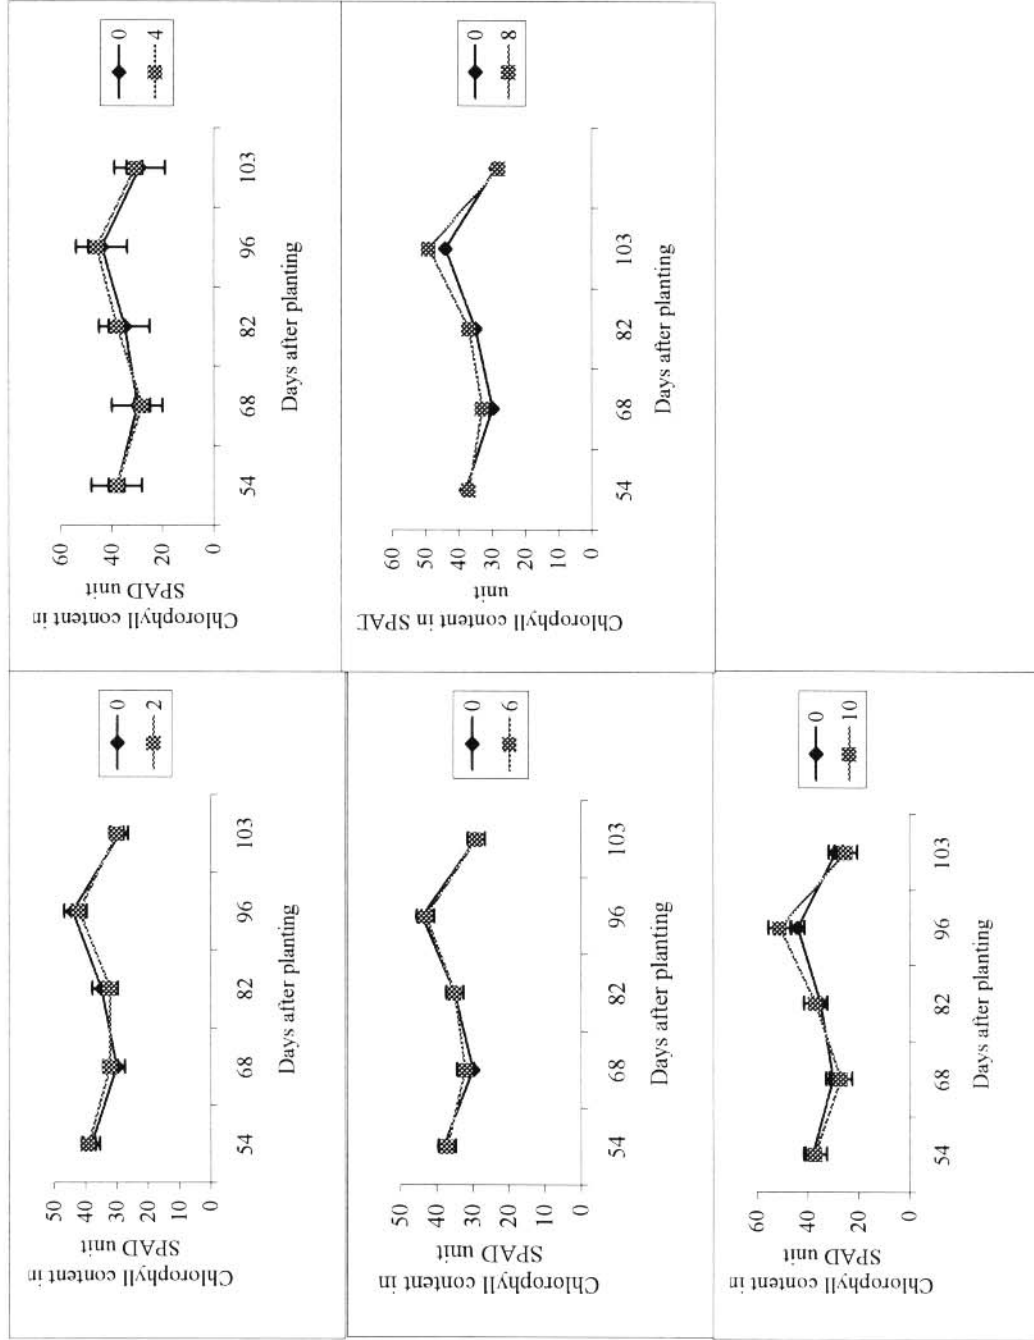 Chlorophyll content in
SPAD unit
50
40
30
20
10
0
54 68 82 96 103
Days after planting
0
2
Chlorophyll content in
SPAD unit
60
40
20
0
54 68 82 96 103
Days after planting
0
4
Chlorophyll content in
SPAD unit
50
40
30
20
10
0
54 68 82 96 103
Days after planting
0
6
Chlorophyll content in SPAD
unit
60
50
40
30
20
10
0
54 68 82 103
Days after planting
0
8
Chlorophyll content in
SPAD unit
60
40
20
0
54 68 82 96 103
Days after planting
0
10